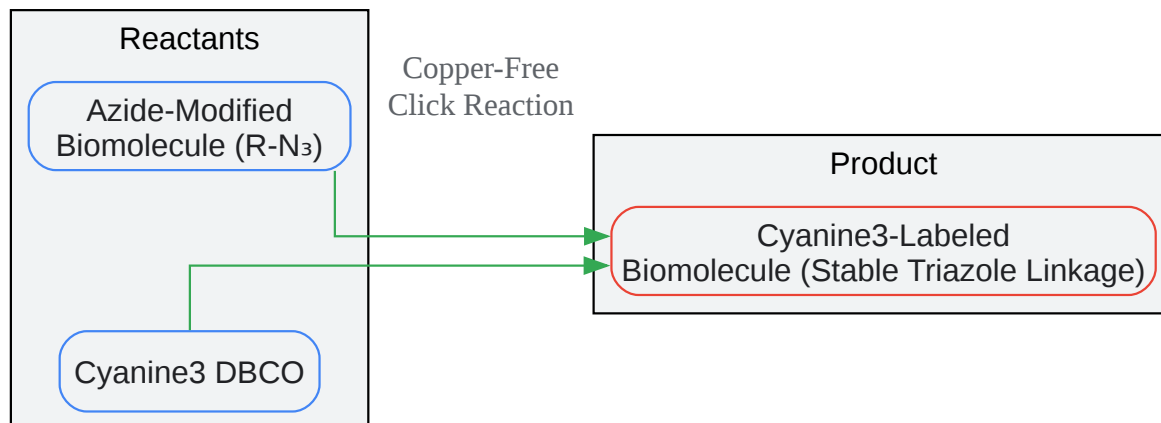 Reactants
Azide-Modified
Biomolecule (R-N₃)
Cyanine3 DBCO
Copper-Free
Click Reaction
Product
Cyanine3-Labeled
Biomolecule (Stable Triazole Linkage)